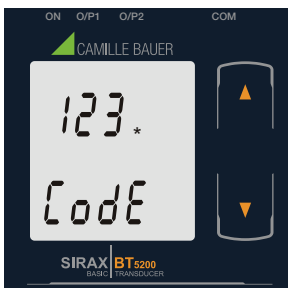 ON O/P1 O/P2 COM
CAMILLE BAUER
123.*
CodE
SIRAX BT5200
BASIC TRANSDUCER